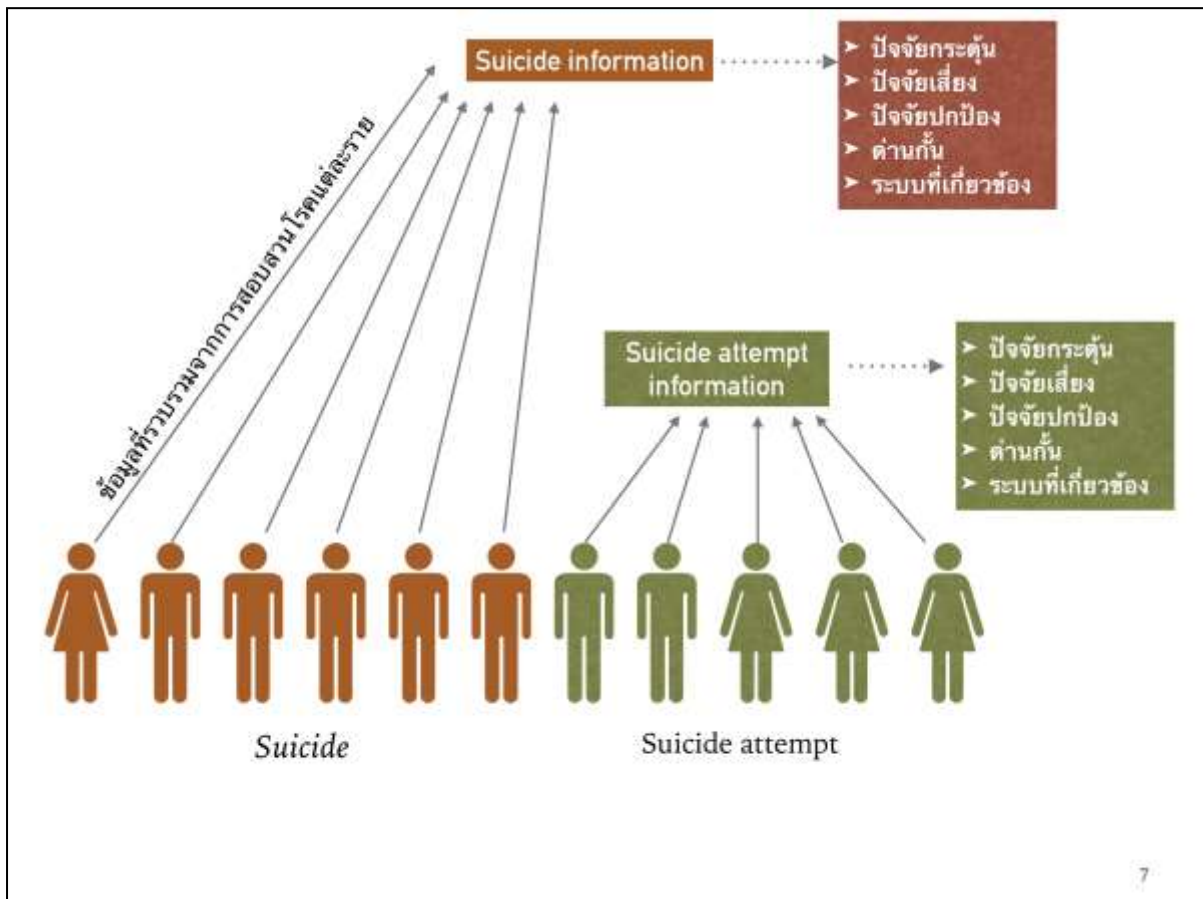 Suicide information
➤ ปัจจัยกระตุ้น
➤ ปัจจัยเสี่ยง
➤ ปัจจัยปกป้อง
➤ ด่านกั้น
➤ ระบบที่เกี่ยวข้อง
ข้อมูลที่รวบรวมจากการสอบสวนโรคแต่ละราย
Suicide attempt
information
➤ ปัจจัยกระตุ้น
➤ ปัจจัยเสี่ยง
➤ ปัจจัยปกป้อง
➤ ด่านกั้น
➤ ระบบที่เกี่ยวข้อง
Suicide
Suicide attempt
7